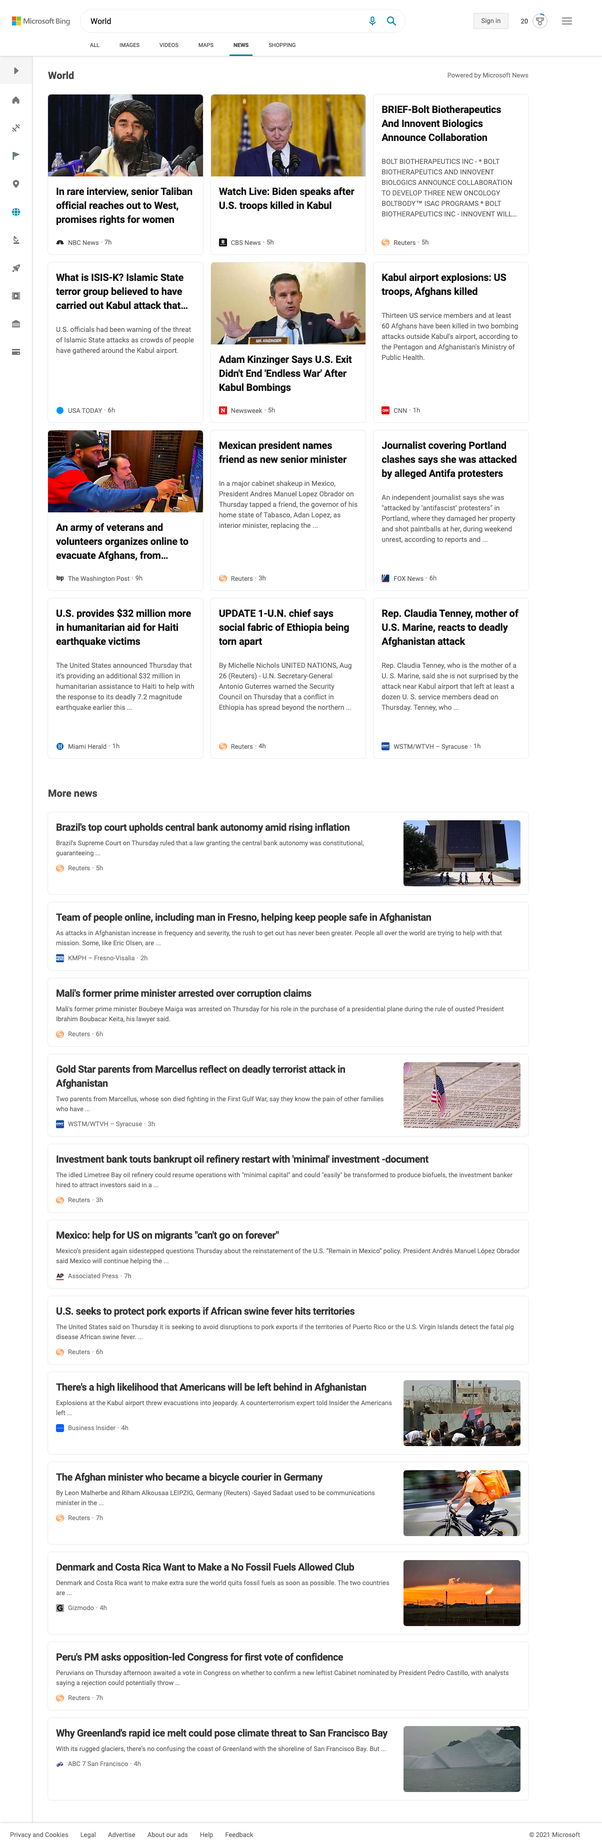 Microsoft Bing
World
Sign in
20
ALL IMAGES VIDEOS MAPS NEWS SHOPPING
World
Powered by Microsoft News
In rare interview, senior Taliban
official reaches out to West,
promises rights for women
NBC News · 7h
Watch Live: Biden speaks after
U.S. troops killed in Kabul
CBS News · 5h
BRIEF-Bolt Biotherapeutics
And Innovent Biologics
Announce Collaboration
BOLT BIOTHERAPEUTICS INC - * BOLT
BIOTHERAPEUTICS AND INNOVENT
BIOLOGICS ANNOUNCE COLLABORATION
TO DEVELOP THREE NEW ONCOLOGY
BOLTBODY™ ISAC PROGRAMS * BOLT
BIOTHERAPEUTICS INC - INNOVENT WILL...
Reuters · 5h
What is ISIS-K? Islamic State
terror group believed to have
carried out Kabul attack that...
U.S. officials had been warning of the threat
of Islamic State attacks as crowds of people
have gathered around the Kabul airport.
USA TODAY · 6h
MR. KINZINGER
Adam Kinzinger Says U.S. Exit
Didn't End 'Endless War' After
Kabul Bombings
Newsweek · 5h
Kabul airport explosions: US
troops, Afghans killed
Thirteen US service members and at least
60 Afghans have been killed in two bombing
attacks outside Kabul's airport, according to
the Pentagon and Afghanistan's Ministry of
Public Health.
CNN · 1h
An army of veterans and
volunteers organizes online to
evacuate Afghans, from...
wp The Washington Post · 9h
Mexican president names
friend as new senior minister
In a major cabinet shakeup in Mexico,
President Andres Manuel Lopez Obrador on
Thursday tapped a friend, the governor of his
home state of Tabasco, Adan Lopez, as
interior minister, replacing the ...
Reuters · 3h
Journalist covering Portland
clashes says she was attacked
by alleged Antifa protesters
An independent journalist says she was
"attacked by 'antifascist' protesters" in
Portland, where they damaged her property
and shot paintballs at her, during weekend
unrest, according to reports and ...
FOX News · 6h
U.S. provides $32 million more
in humanitarian aid for Haiti
earthquake victims
The United States announced Thursday that
it's providing an additional $32 million in
humanitarian assistance to Haiti to help with
the response to its deadly 7.2 magnitude
earthquake earlier this ...
Miami Herald · 1h
UPDATE 1-U.N. chief says
social fabric of Ethiopia being
torn apart
By Michelle Nichols UNITED NATIONS, Aug
26 (Reuters) - U.N. Secretary-General
Antonio Guterres warned the Security
Council on Thursday that a conflict in
Ethiopia has spread beyond the northern ...
Reuters · 4h
Rep. Claudia Tenney, mother of
U.S. Marine, reacts to deadly
Afghanistan attack
Rep. Claudia Tenney, who is the mother of a
U. S. Marine, said she is not surprised by the
attack near Kabul airport that left at least a
dozen U. S. service members dead on
Thursday. Tenney, who ...
WSTM/WTVH – Syracuse · 1h
More news
Brazil's top court upholds central bank autonomy amid rising inflation
Brazil's Supreme Court on Thursday ruled that a law granting the central bank autonomy was constitutional,
guaranteeing ...
Reuters · 5h
Team of people online, including man in Fresno, helping keep people safe in Afghanistan
As attacks in Afghanistan increase in frequency and severity, the rush to get out has never been greater. People all over the world are trying to help with that
mission. Some, like Eric Olsen, are ...
KMPH – Fresno-Visalia · 2h
Mali's former prime minister arrested over corruption claims
Mali's former prime minister Boubeye Maiga was arrested on Thursday for his role in the purchase of a presidential plane during the rule of ousted President
Ibrahim Boubacar Keita, his lawyer said.
Reuters · 6h
Gold Star parents from Marcellus reflect on deadly terrorist attack in
Afghanistan
Two parents from Marcellus, whose son died fighting in the First Gulf War, say they know the pain of other families
who have ...
WSTM/WTVH – Syracuse · 3h
Investment bank touts bankrupt oil refinery restart with 'minimal' investment -document
The idled Limetree Bay oil refinery could resume operations with "minimal capital" and could "easily" be transformed to produce biofuels, the investment banker
hired to attract investors said in a ...
Reuters · 3h
Mexico: help for US on migrants "can't go on forever"
Mexico's president again sidestepped questions Thursday about the reinstatement of the U.S. "Remain in Mexico" policy. President Andrés Manuel López Obrador
said Mexico will continue helping the ...
AP Associated Press · 7h
U.S. seeks to protect pork exports if African swine fever hits territories
The United States said on Thursday it is seeking to avoid disruptions to pork exports if the territories of Puerto Rico or the U.S. Virgin Islands detect the fatal pig
disease African swine fever. ...
Reuters · 6h
There's a high likelihood that Americans will be left behind in Afghanistan
Explosions at the Kabul airport threw evacuations into jeopardy. A counterterrorism expert told Insider the Americans
left ...
Business Insider · 4h
The Afghan minister who became a bicycle courier in Germany
By Leon Malherbe and Riham Alkousaa LEIPZIG, Germany (Reuters) -Sayed Sadaat used to be communications
minister in the ...
Reuters · 7h
Denmark and Costa Rica Want to Make a No Fossil Fuels Allowed Club
Denmark and Costa Rica want to make extra sure the world quits fossil fuels as soon as possible. The two countries
are ...
G Gizmodo · 4h
Peru's PM asks opposition-led Congress for first vote of confidence
Peruvians on Thursday afternoon awaited a vote in Congress on whether to confirm a new leftist Cabinet nominated by President Pedro Castillo, with analysts
saying a rejection could potentially throw ...
Reuters · 7h
Why Greenland's rapid ice melt could pose climate threat to San Francisco Bay
With its rugged glaciers, there's no confusing the coast of Greenland with the shoreline of San Francisco Bay. But ...
ABC 7 San Francisco · 4h
Privacy and Cookies Legal Advertise About our ads Help Feedback
© 2021 Microsoft